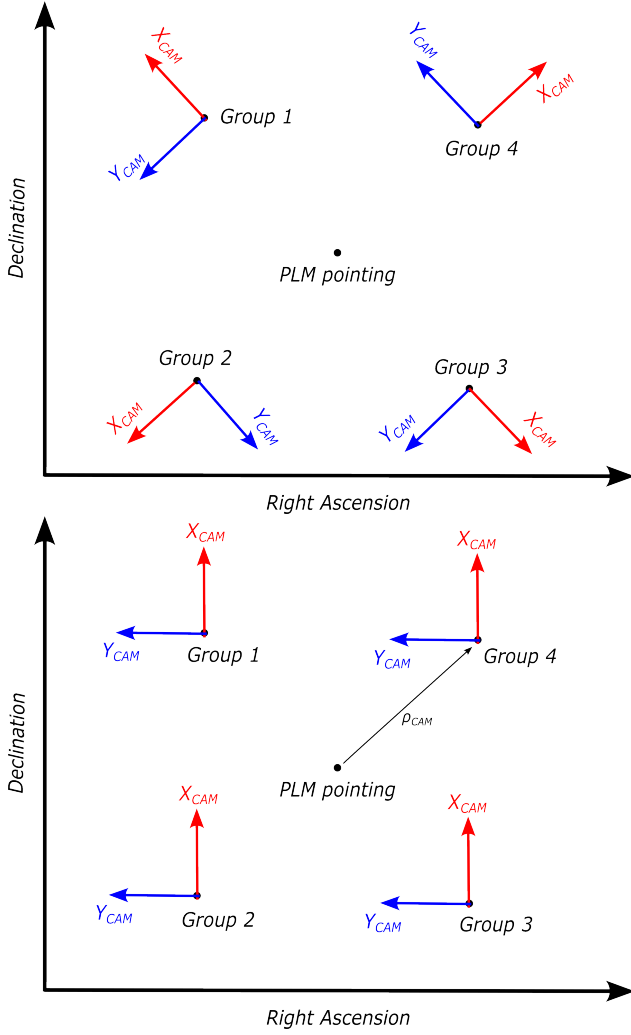 X_CAM
Y_CAM
Group 1
Y_CAM
X_CAM
Group 4
Declination
PLM pointing
Group 2
X_CAM
Y_CAM
Group 3
Y_CAM
X_CAM
Right Ascension
X_CAM
Y_CAM
Group 1
X_CAM
Y_CAM
Group 4
ρ_CAM
Declination
PLM pointing
X_CAM
Y_CAM
Group 2
X_CAM
Y_CAM
Group 3
Right Ascension